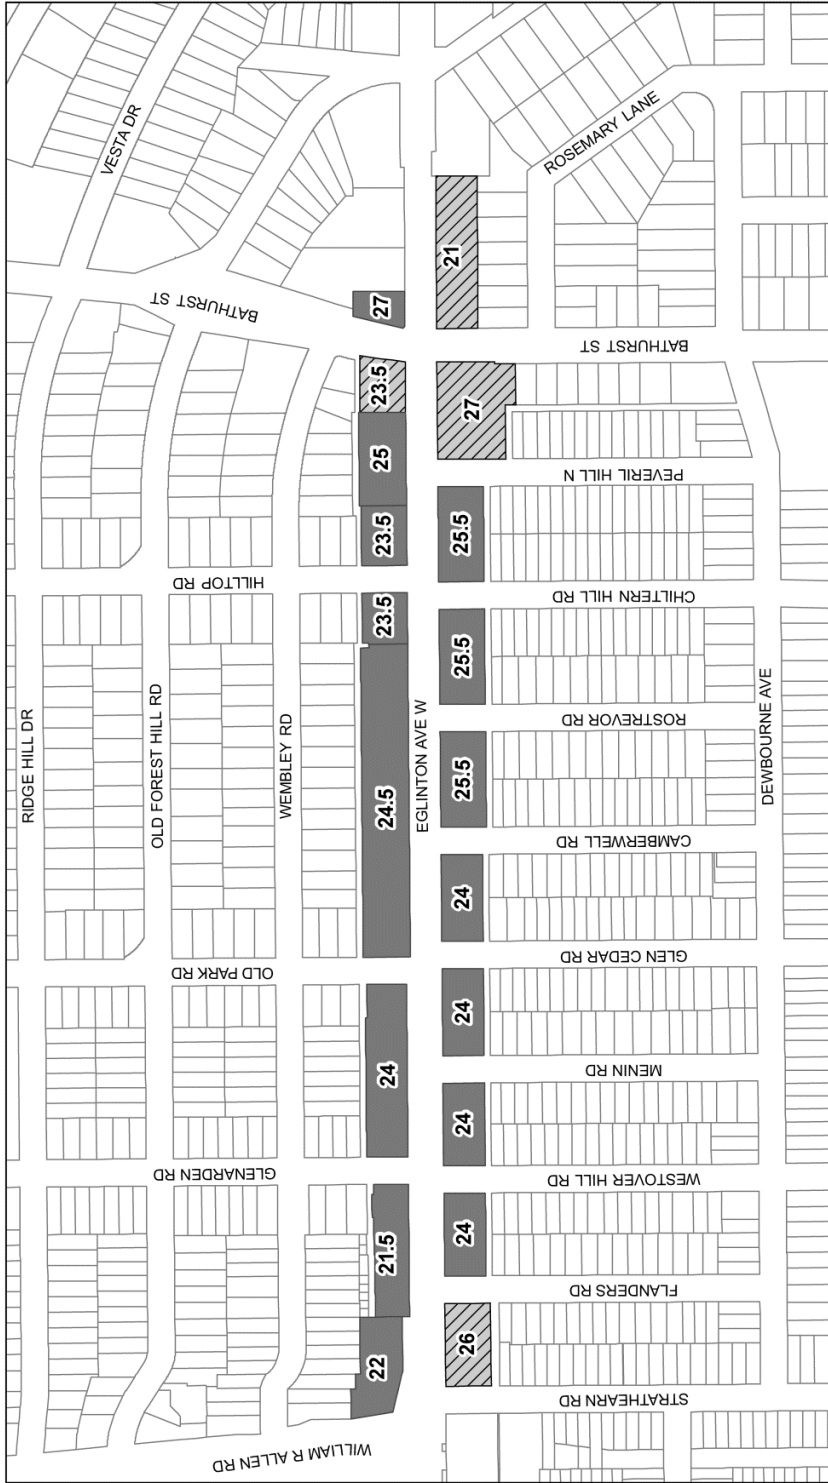 VESTA DR
ROSEMARY LANE
BATHURST ST
27
21
BATHURST ST
23.5
27
25
PEVERIL HILL N
23.5
25.5
HILLTOP RD
CHILTERN HILL RD
23.5
25.5
RIDGE HILL DR
OLD FOREST HILL RD
WEMBLEY RD
24.5
EGLINTON AVE W
ROSTREVOR RD
DEWBOURNE AVE
25.5
CAMBERWELL RD
24
OLD PARK RD
GLEN CEDAR RD
24
24
MENIN RD
24
GLENARDEN RD
WESTOVER HILL RD
21.5
24
FLANDERS RD
22
26
STRATHEARN RD
WILLIAM R ALLEN RD